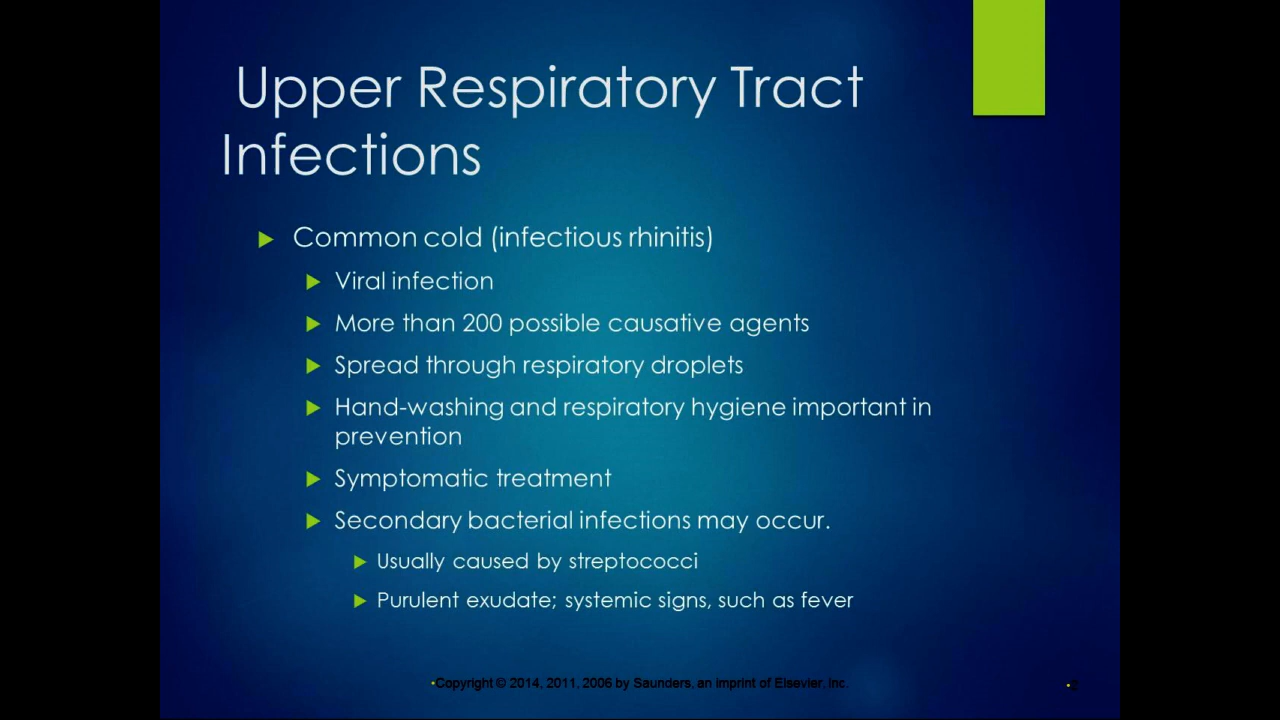 Upper Respiratory Tract
Infections
Common cold (infectious rhinitis)
Viral infection
More than 200 possible causative agents
Spread through respiratory droplets
Hand-washing and respiratory hygiene important in
prevention
Symptomatic treatment
Secondary bacterial infections may occur.
Usually caused by streptococci
Purulent exudate; systemic signs, such as fever
•Copyright © 2014, 2011, 2006 by Saunders, an imprint of Elsevier, Inc.